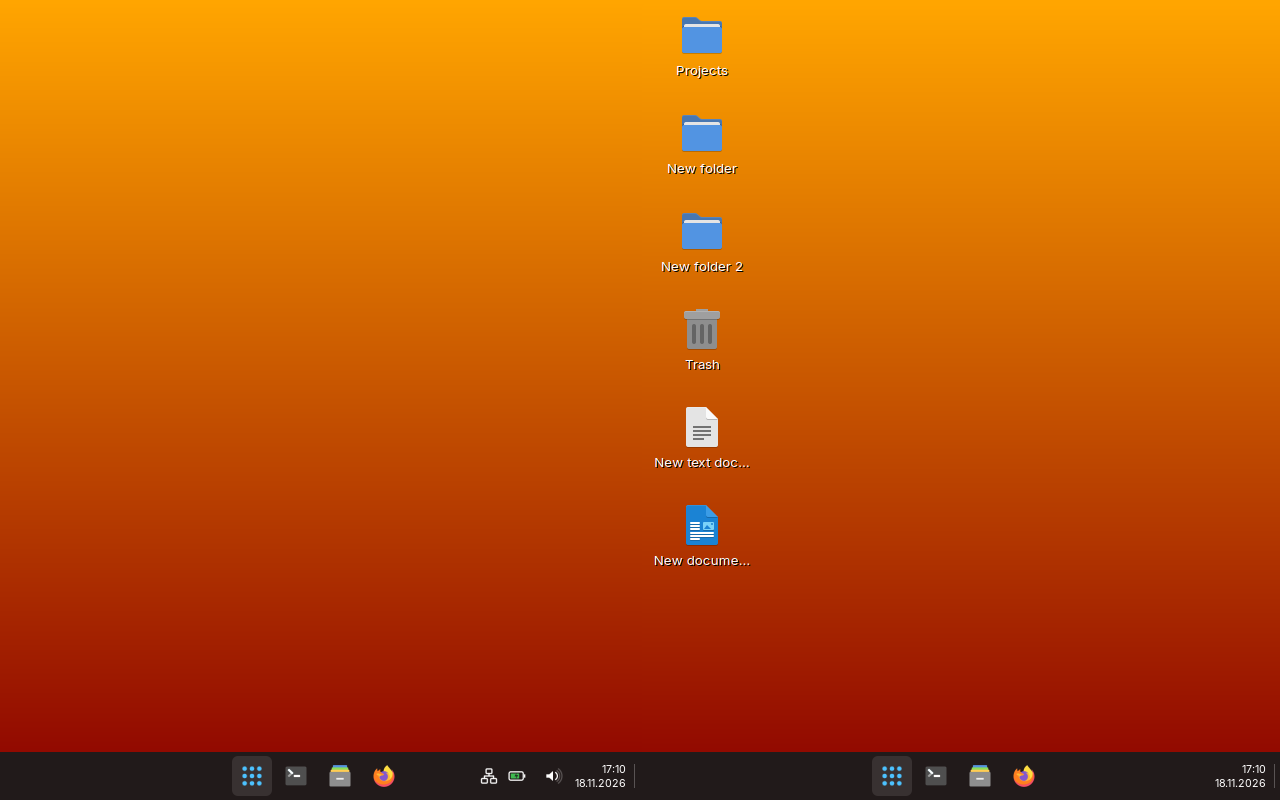 Projects
New folder
New folder 2
Trash
New text doc...
New docume...
17:10
18.11.2026
17:10
18.11.2026